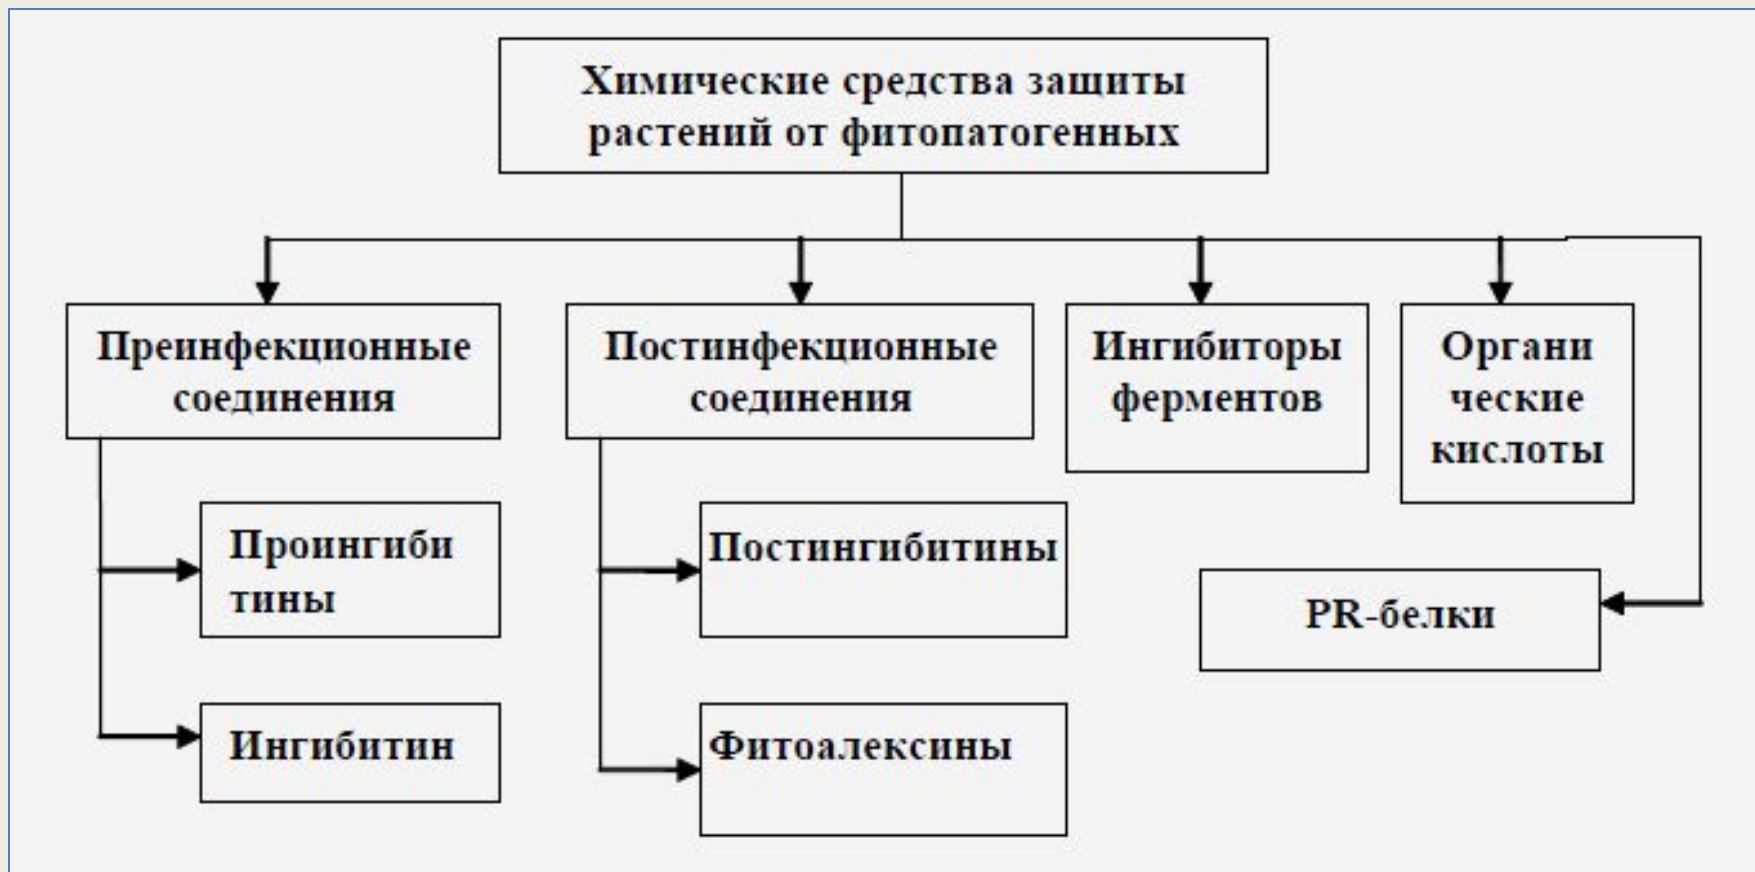 Химические средства защиты
растений от фитопатогенных
Преинфекционные
соединения
Постинфекционные
соединения
Ингибиторы
ферментов
Органи
ческие
кислоты
Проингиби
тины
Постингибитины
PR-белки
Ингибитин
Фитоалексины